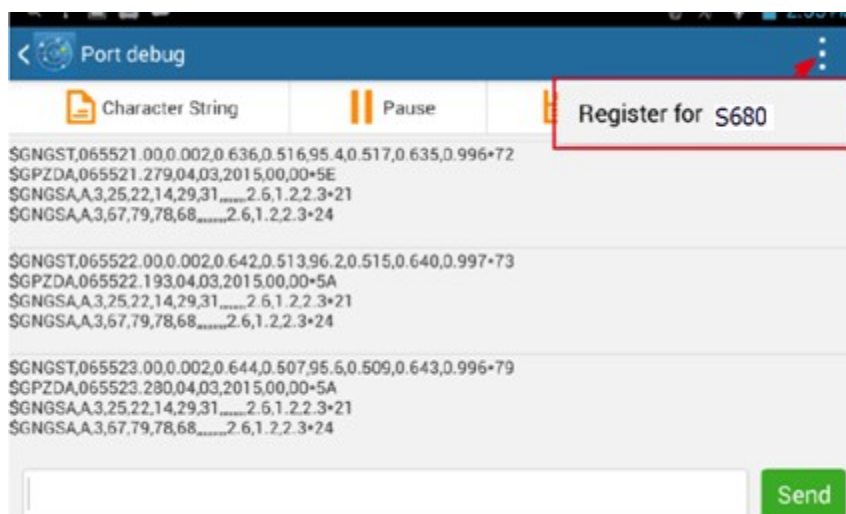 Port debug
Character String
Pause
Register for S680
$GNGST,065521.00,0.002,0.636,0.516,95.4,0.517,0.635,0.996*72
$GPZDA,065521.279,04,03,2015,00,00*5E
$GNGSA,A,3,25,22,14,29,31,,,,,,,,2.6,1.2,2.3*21
$GNGSA,A,3,67,79,78,68,,,,,,,,,2.6,1.2,2.3*24
$GNGST,065522.00,0.002,0.642,0.513,96.2,0.515,0.640,0.997*73
$GPZDA,065522.193,04,03,2015,00,00*5A
$GNGSA,A,3,25,22,14,29,31,,,,,,,,2.6,1.2,2.3*21
$GNGSA,A,3,67,79,78,68,,,,,,,,,2.6,1.2,2.3*24
$GNGST,065523.00,0.002,0.644,0.507,95.6,0.509,0.643,0.996*79
$GPZDA,065523.280,04,03,2015,00,00*5A
$GNGSA,A,3,25,22,14,29,31,,,,,,,,2.6,1.2,2.3*21
$GNGSA,A,3,67,79,78,68,,,,,,,,,2.6,1.2,2.3*24
Send